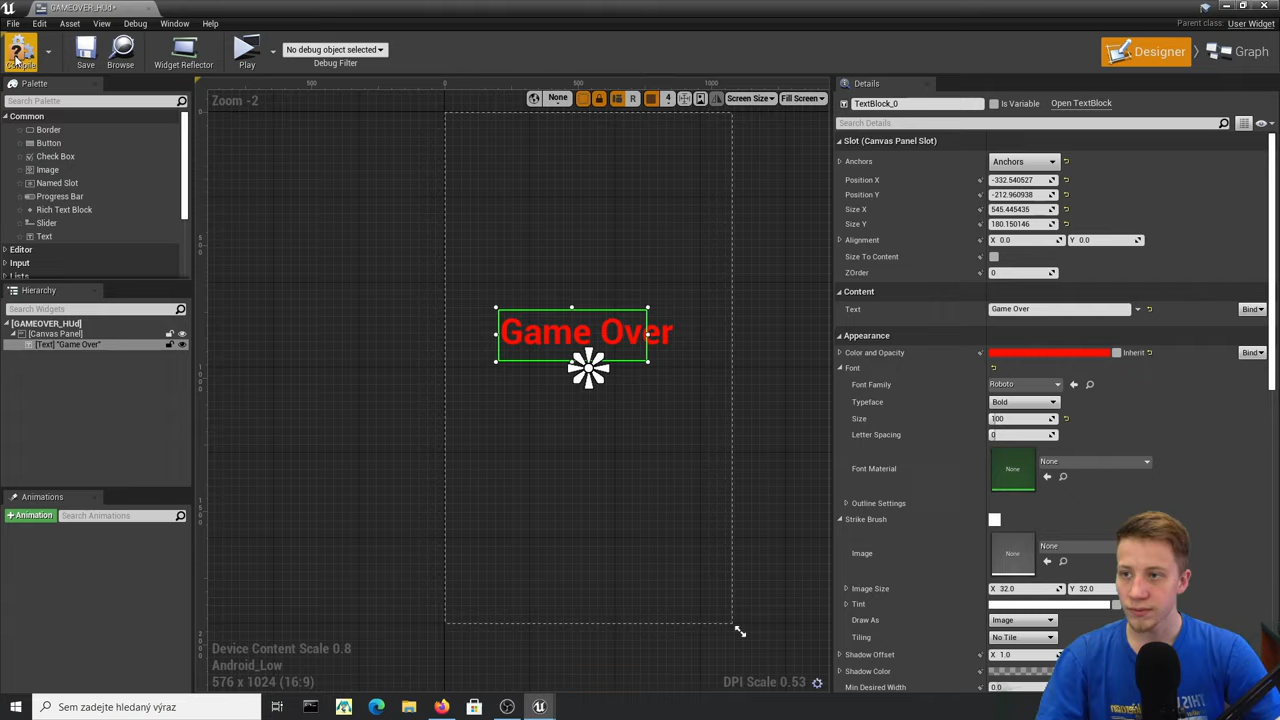 GAMEOVER_HUd*
File Edit Asset View Debug Window Help
Parent class: User Widget
Compile
Save
Browse
Widget Reflector
Play
No debug object selected
Debug Filter
Designer
Graph
Palette
Search Palette
Common
Border
Button
Check Box
Image
Named Slot
Progress Bar
Rich Text Block
Slider
Text
Editor
Input
Lists
Hierarchy
Search Widgets
[GAMEOVER_HUd]
[Canvas Panel]
[Text] "Game Over"
Animations
+Animation
Search Animations
500 0 500 1000
Zoom -2
None
R
4
Screen Size
Fill Screen
Game Over
Device Content Scale 0.8
Android_Low
576 x 1024 (16:9)
DPI Scale 0.53
Details
TextBlock_0
Is Variable
Open TextBlock
Search Details
Slot (Canvas Panel Slot)
Anchors Anchors
Position X -332.540527
Position Y -212.960938
Size X 545.445435
Size Y 180.150146
Alignment X 0.0 Y 0.0
Size To Content
ZOrder 0
Content
Text Game Over Bind
Appearance
Color and Opacity Inherit Bind
Font
Font Family Roboto
Typeface Bold
Size 100
Letter Spacing 0
Font Material None None
Outline Settings
Strike Brush
Image None None
Image Size X 32.0 Y 32.0
Tint
Draw As Image
Tiling No Tile
Shadow Offset X 1.0
Shadow Color
Min Desired Width 0.0
Sem zadejte hledaný výraz